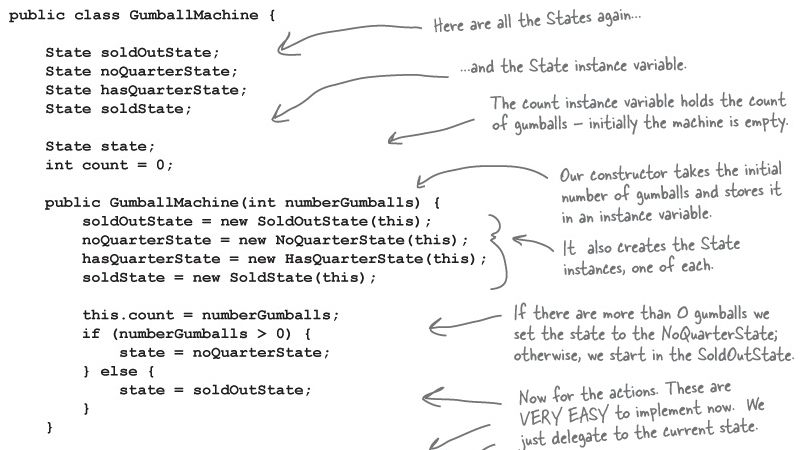 public class GumballMachine {
Here are all the States again...
State soldOutState;
State noQuarterState;
State hasQuarterState;
State soldState;
...and the State instance variable.
The count instance variable holds the count
of gumballs – initially the machine is empty.
State state;
int count = 0;
Our constructor takes the initial
number of gumballs and stores it
in an instance variable.
public GumballMachine(int numberGumballs) {
soldOutState = new SoldOutState(this);
noQuarterState = new NoQuarterState(this);
hasQuarterState = new HasQuarterState(this);
soldState = new SoldState(this);
It also creates the State
instances, one of each.
this.count = numberGumballs;
if (numberGumballs > 0) {
state = noQuarterState;
} else {
state = soldOutState;
}
}
If there are more than 0 gumballs we
set the state to the NoQuarterState;
otherwise, we start in the SoldOutState.
Now for the actions. These are
VERY EASY to implement now. We
just delegate to the current state.